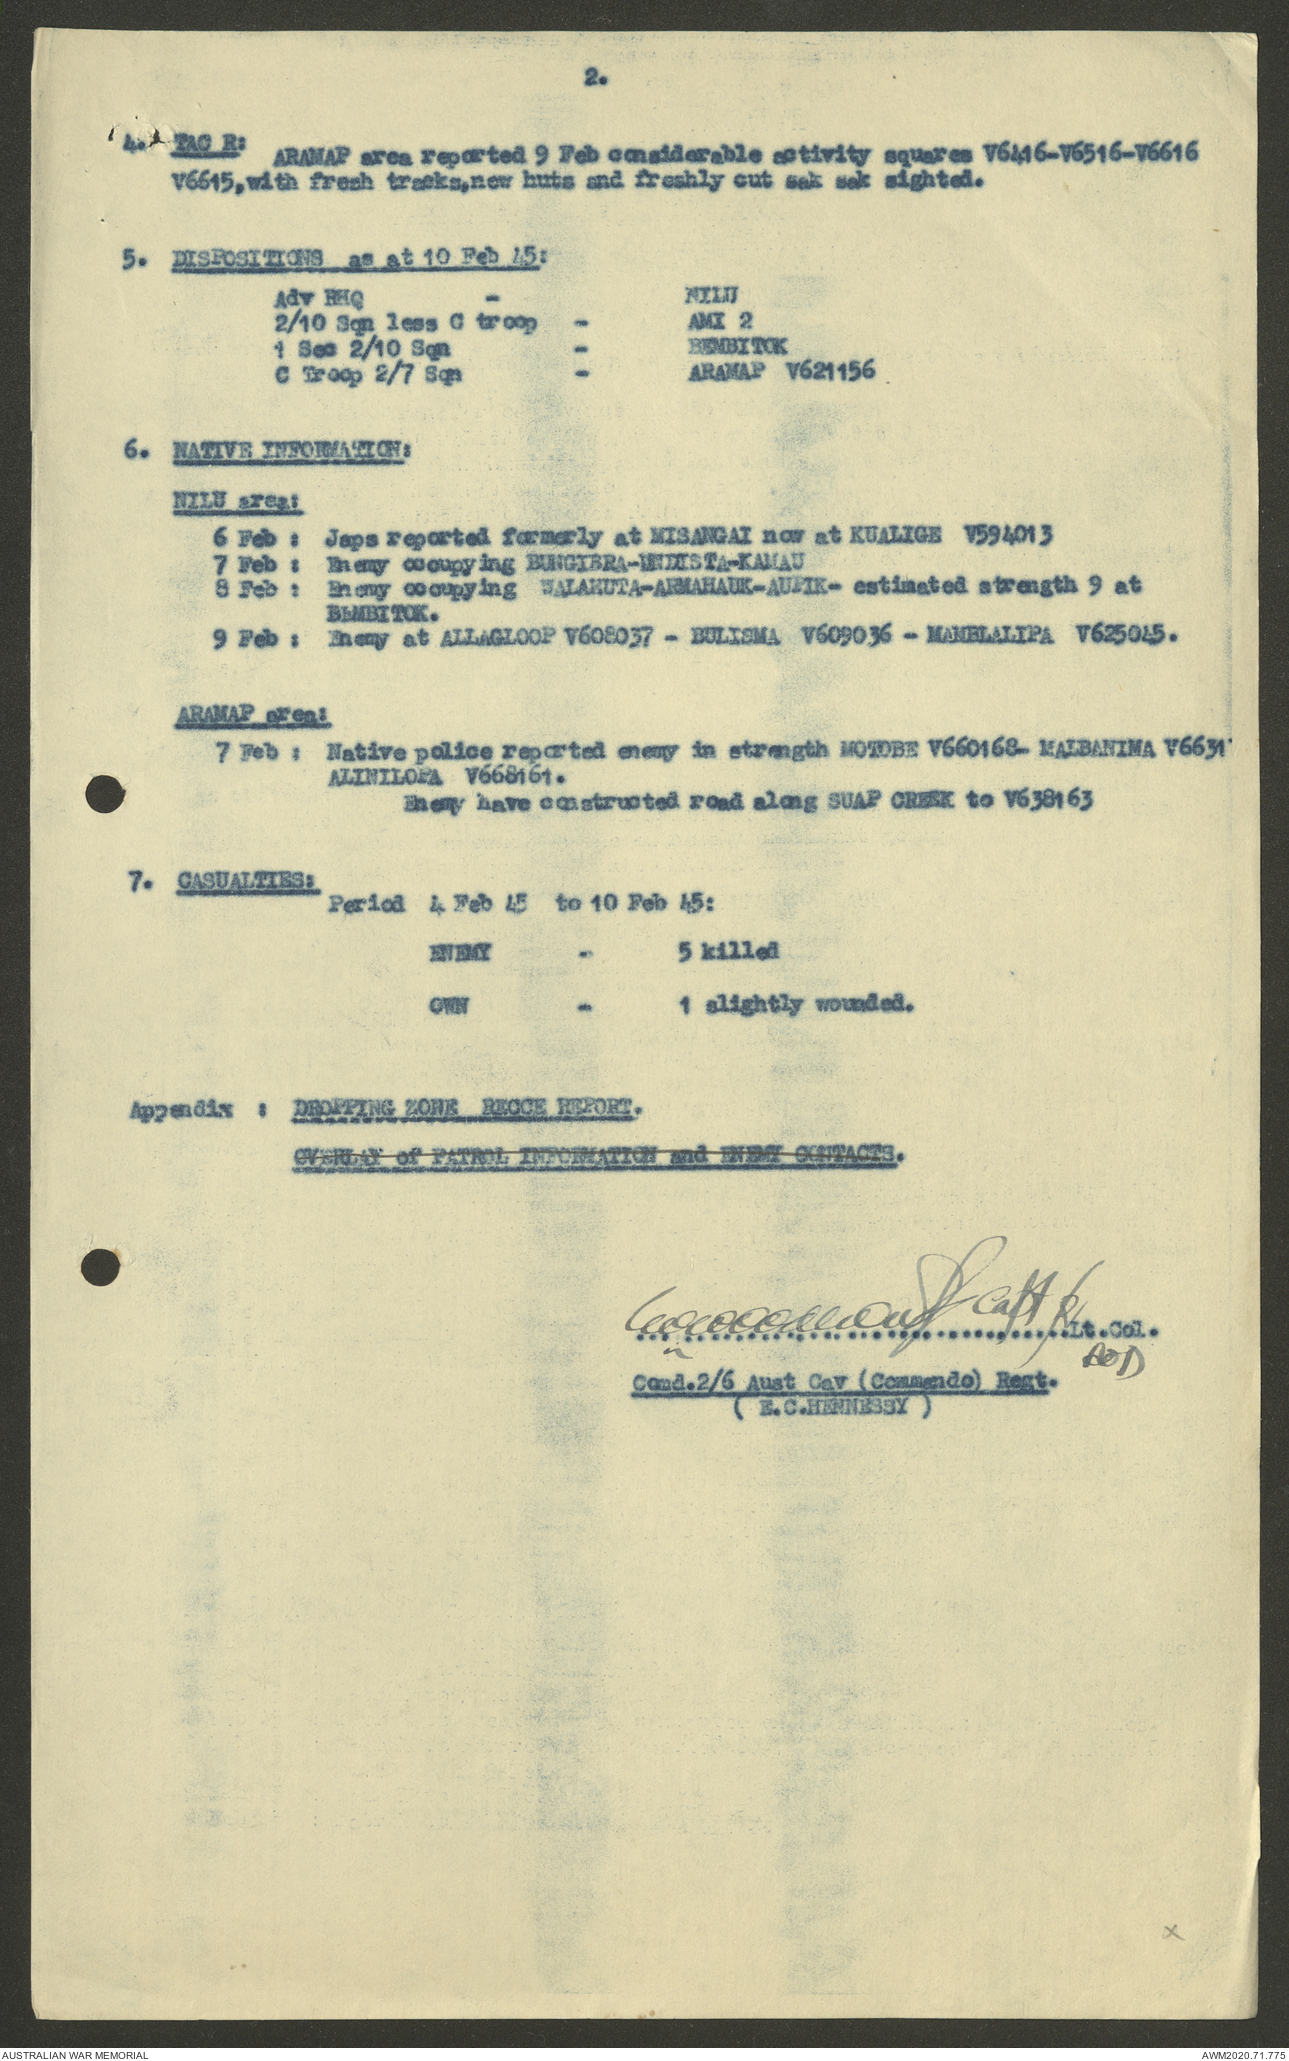 2.
4. TAC R:
ARAMAP area reported 9 Feb considerable activity squares V6416-V6516-V6616
V6615,with fresh tracks,new huts and freshly cut sak sak sighted.
5. DISPOSITIONS as at 10 Feb 45:
Adv RHQ - NILU
2/10 Sqn less C troop - AMI 2
1 Sec 2/10 Sqn - BEMBITOK
C Troop 2/7 Sqn - ARAMAP V621156
6. NATIVE INFORMATION:
NILU area:
6 Feb : Japs reported formerly at MISANGAI now at KUALIGE V594013
7 Feb : Enemy occupying BUNGIBRA-ENDISTA-KAMAU
8 Feb : Enemy occupying WALAKUTA-ARMAHAUK-AUPIK- estimated strength 9 at
BEMBITOK.
9 Feb : Enemy at ALLAGLOOP V608037 - BULISMA V609036 - MAMBLALIPA V625045.
ARAMAP area:
7 Feb : Native police reported enemy in strength MOTOBE V660168- MALBANIMA V6631
ALINILOPA V668161.
Enemy have constructed road along SUAP CREEK to V638163
7. CASUALTIES:
Period 4 Feb 45 to 10 Feb 45:
ENEMY - 5 killed
OWN - 1 slightly wounded.
Appendix : DROPPING ZONE RECCE REPORT.
OVERLAY of PATROL INFORMATION and ENEMY CONTACTS.
Lt.Col.
Comd.2/6 Aust Cav (Commando) Regt.
( E.C.HENNESSY )
x
AUSTRALIAN WAR MEMORIAL
AWM2020.71.775